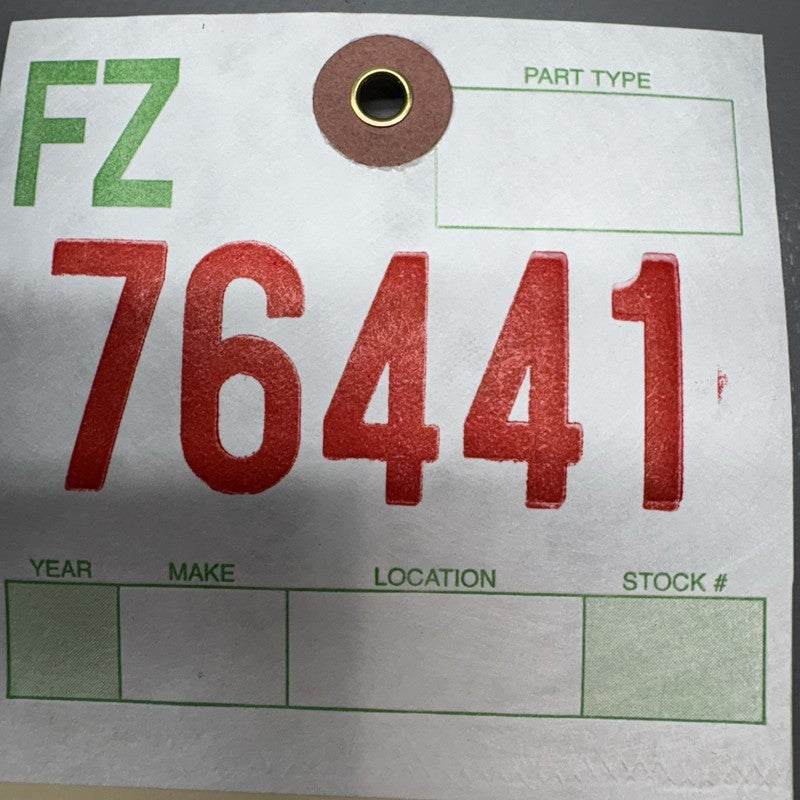 FZ
PART TYPE
76441
YEAR MAKE LOCATION STOCK #